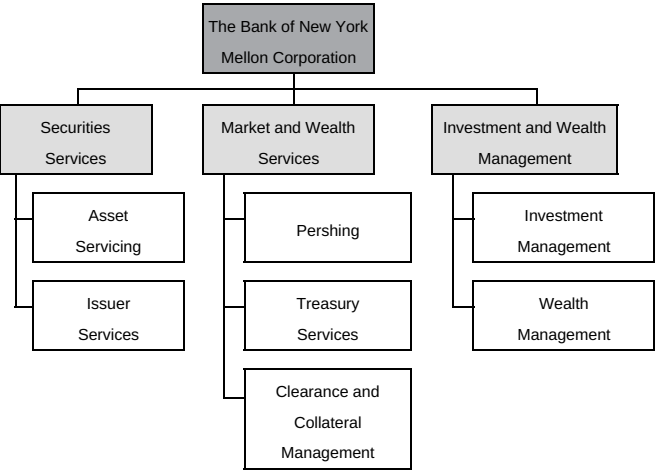 The Bank of New York
Mellon Corporation
Securities
Services
Market and Wealth
Services
Investment and Wealth
Management
Asset
Servicing
Issuer
Services
Pershing
Treasury
Services
Clearance and
Collateral
Management
Investment
Management
Wealth
Management